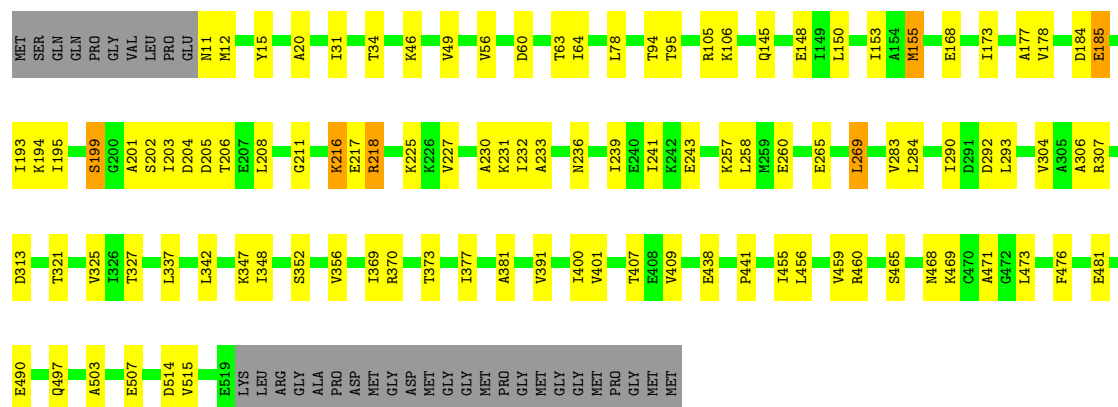 MET SER GLN GLN PRO GLY VAL LEU PRO GLU N11 M12 Y15 A20 I31 T34 K46 V49 V56 D60 T63 I64 L78 T94 T95 R105 K106 Q145 E148 I149 L150 I153 A154 M155 E168 I173 A177 V178 D184 E185
I193 K194 I195 S199 G200 A201 S202 I203 D204 D205 T206 E207 L208 G211 K216 E217 R218 K225 K226 V227 A230 K231 I232 A233 N236 I239 E240 I241 K242 E243 K257 L258 M259 E260 E265 L269 V283 L284 I290 D291 D292 L293 V304 A305 A306 R307
D313 T321 V325 I326 T327 L337 L342 K347 I348 S352 V356 I369 R370 T373 I377 A381 V391 I400 V401 T407 E408 V409 E438 P441 I455 L456 V459 R460 S465 N468 K469 C470 A471 G472 L473 F476 E481
E490 Q497 A503 E507 D514 V515 E519 LYS LEU ARG GLY ALA PRO ASP MET GLY ASP MET GLY GLY MET PRO GLY MET GLY GLY MET PRO GLY MET MET